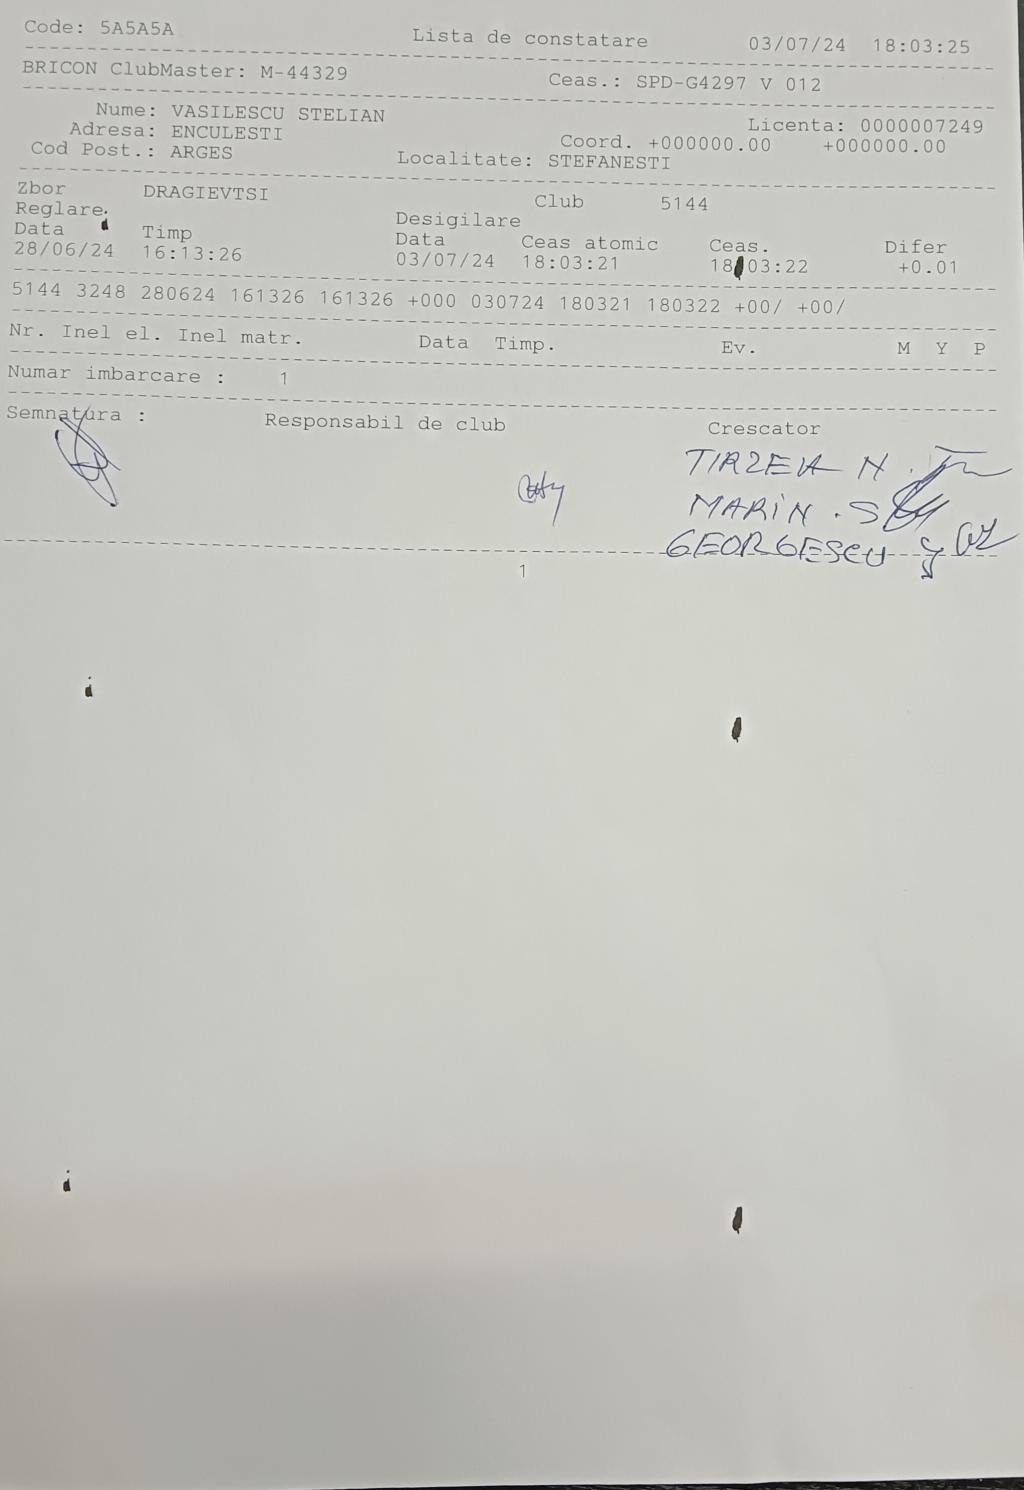 Code: 5A5A5A Lista de constatare 03/07/24 18:03:25
BRICON ClubMaster: M-44329 Ceas.: SPD-G4297 V 012
Nume: VASILESCU STELIAN Licenta: 0000007249
Adresa: ENCULESTI Coord. +000000.00 +000000.00
Cod Post.: ARGES Localitate: STEFANESTI
Zbor DRAGIEVTSI Club 5144
Reglare. Desigilare
Data Timp Data Ceas atomic Ceas. Difer
28/06/24 16:13:26 03/07/24 18:03:21 18:03:22 +0.01
5144 3248 280624 161326 161326 +000 030724 180321 180322 +00/ +00/
Nr. Inel el. Inel matr. Data Timp. Ev. M Y P
Numar imbarcare : 1
Semnatura : Responsabil de club Crescator
N.
MARIN . S
GEORGESCU
1